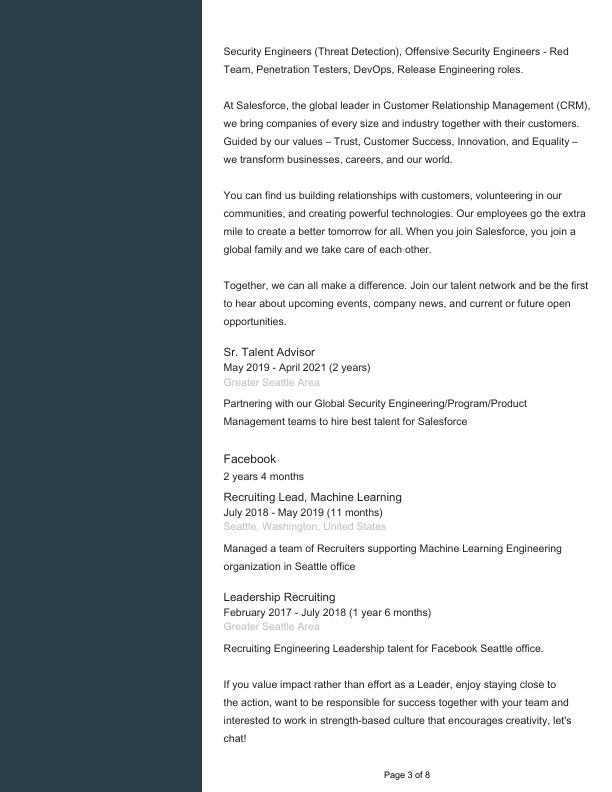 Security Engineers (Threat Detection), Offensive Security Engineers - Red
Team, Penetration Testers, DevOps, Release Engineering roles.
At Salesforce, the global leader in Customer Relationship Management (CRM),
we bring companies of every size and industry together with their customers.
Guided by our values – Trust, Customer Success, Innovation, and Equality –
we transform businesses, careers, and our world.
You can find us building relationships with customers, volunteering in our
communities, and creating powerful technologies. Our employees go the extra
mile to create a better tomorrow for all. When you join Salesforce, you join a
global family and we take care of each other.
Together, we can all make a difference. Join our talent network and be the first
to hear about upcoming events, company news, and current or future open
opportunities.
Sr. Talent Advisor
May 2019 - April 2021 (2 years)
Greater Seattle Area
Partnering with our Global Security Engineering/Program/Product
Management teams to hire best talent for Salesforce
Facebook
2 years 4 months
Recruiting Lead, Machine Learning
July 2018 - May 2019 (11 months)
Seattle, Washington, United States
Managed a team of Recruiters supporting Machine Learning Engineering
organization in Seattle office
Leadership Recruiting
February 2017 - July 2018 (1 year 6 months)
Greater Seattle Area
Recruiting Engineering Leadership talent for Facebook Seattle office.
If you value impact rather than effort as a Leader, enjoy staying close to
the action, want to be responsible for success together with your team and
interested to work in strength-based culture that encourages creativity, let's
chat!
Page 3 of 8